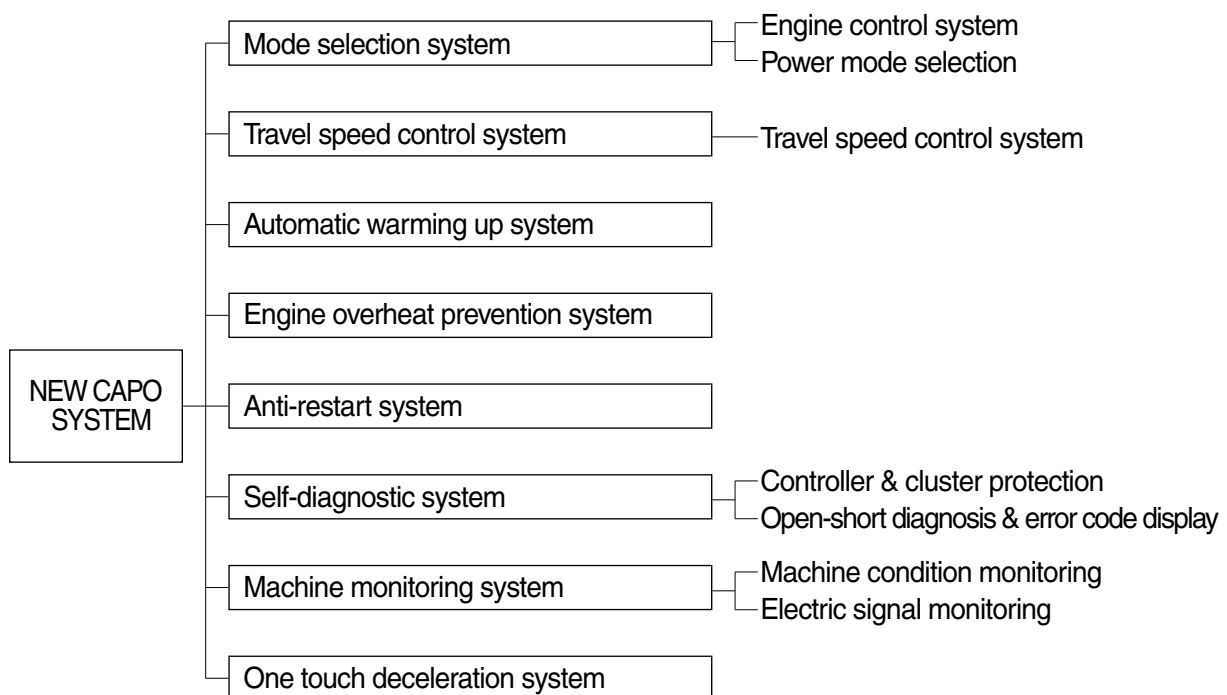 Mode selection system
Engine control system
Power mode selection
Travel speed control system
Travel speed control system
Automatic warming up system
Engine overheat prevention system
NEW CAPO
SYSTEM
Anti-restart system
Self-diagnostic system
Controller & cluster protection
Open-short diagnosis & error code display
Machine monitoring system
Machine condition monitoring
Electric signal monitoring
One touch deceleration system